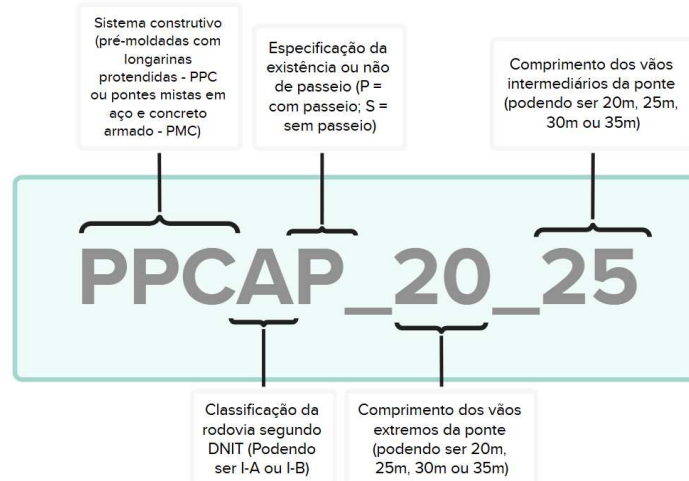 Sistema construtivo
(pré-moldadas com
longarinas
protendidas - PPC
ou pontes mistas em
aço e concreto
armado - PMC)
Especificação da
existência ou não
de passeio (P =
com passeio; S =
sem passeio)
Comprimento dos vãos
intermediários da ponte
(podendo ser 20m, 25m,
30m ou 35m)
PPCAP_20_25
Classificação da
rodovia segundo
DNIT (Podendo
ser I-A ou I-B)
Comprimento dos vãos
extremos da ponte
(podendo ser 20m,
25m, 30m ou 35m)